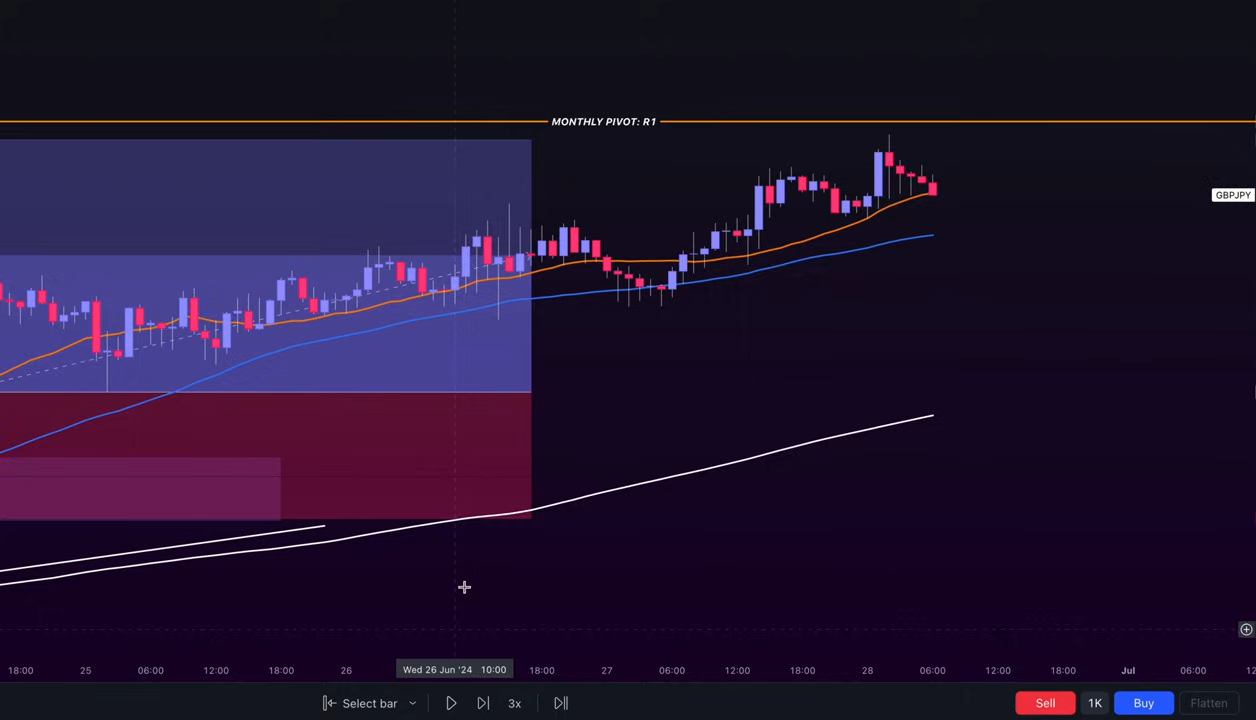 MONTHLY PIVOT: R1
GBPJPY
18:00 25 06:00 12:00 18:00 26 Wed 26 Jun '24 10:00 18:00 27 06:00 12:00 18:00 28 06:00 12:00 18:00 Jul 06:00 12
Select bar 3x Sell 1K Buy Flatten